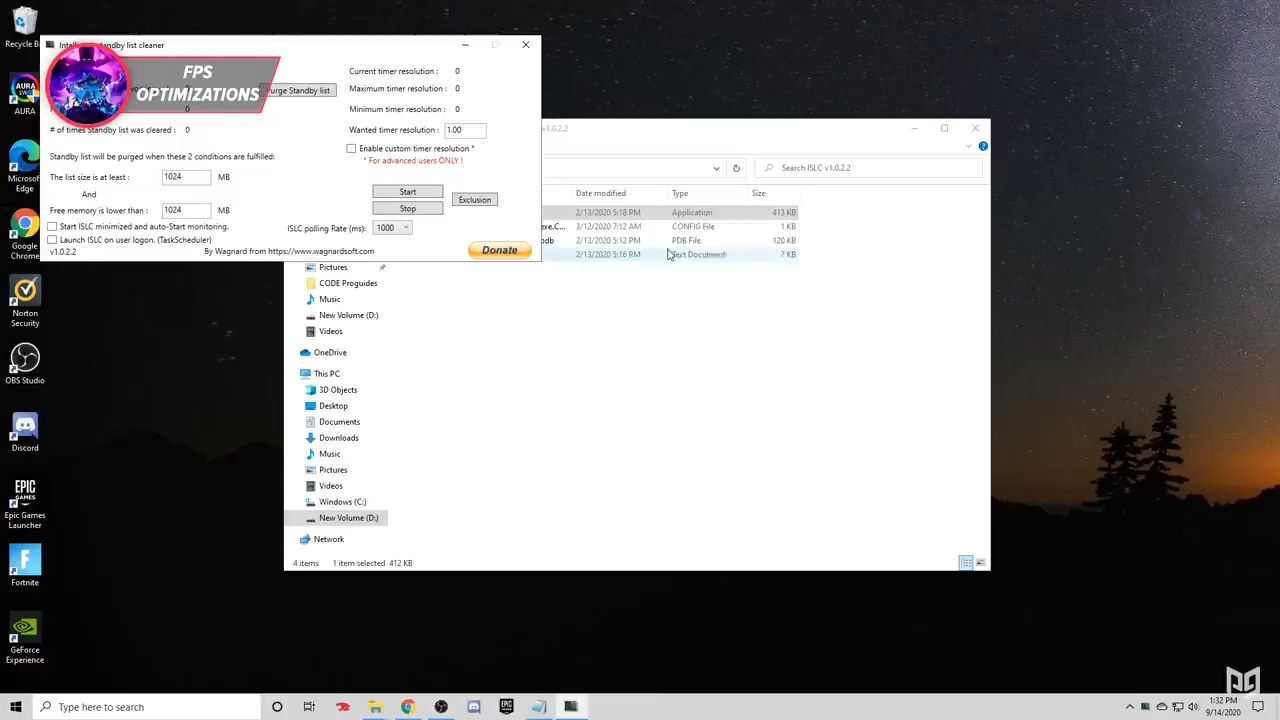 Recycle B
AURA
AURA
Microsoft
Edge
Google
Chrome
Norton
Security
OBS Studio
Discord
EPIC
GAMES
Epic Games
Launcher
Fortnite
GeForce
Experience
standby list cleaner
FPS
OPTIMIZATIONS
Purge Standby list
0
# of times Standby list was cleared : 0
Standby list will be purged when these 2 conditions are fulfilled:
The list size is at least : 1024 MB
And
Free memory is lower than : 1024 MB
Start ISLC minimized and auto-Start monitoring.
Launch ISLC on user logon. (TaskScheduler)
v1.0.2.2
By Wagnard from https://www.wagnardsoft.com
Current timer resolution : 0
Maximum timer resolution : 0
Minimum timer resolution : 0
Wanted timer resolution : 1.00
Enable custom timer resolution *
* For advanced users ONLY !
Start
Stop
Exclusion
ISLC polling Rate (ms): 1000
Donate
v1.0.2.2
Search ISLC v1.0.2.2
Date modified Type Size
2/13/2020 5:18 PM Application 413 KB
exe.C... 3/12/2020 7:12 AM CONFIG File 1 KB
pdb 2/13/2020 5:12 PM PDB File 120 KB
2/13/2020 5:16 PM Text Document 2 KB
Pictures
CODE Proguides
Music
New Volume (D:)
Videos
OneDrive
This PC
3D Objects
Desktop
Documents
Downloads
Music
Pictures
Videos
Windows (C:)
New Volume (D:)
Network
4 items 1 item selected 412 KB
Type here to search
1:32 PM
9/14/2020